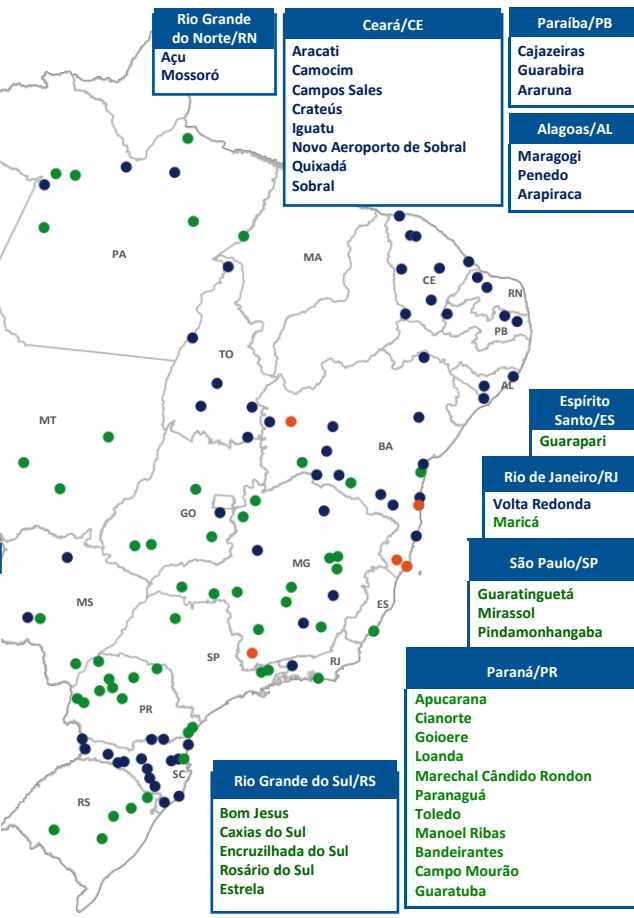 Rio Grande
do Norte/RN
Açu
Mossoró
Ceará/CE
Aracati
Camocim
Campos Sales
Crateús
Iguatu
Novo Aeroporto de Sobral
Quixadá
Sobral
Paraíba/PB
Cajazeiras
Guarabira
Araruna
Alagoas/AL
Maragogi
Penedo
Arapiraca
PA
MA
CE
RN
PB
TO
AL
MT
BA
Espírito
Santo/ES
Guarapari
Rio de Janeiro/RJ
Volta Redonda
Maricá
GO
MG
São Paulo/SP
Guaratinguetá
Mirassol
Pindamonhangaba
MS
ES
SP
RJ
Paraná/PR
Apucarana
Cianorte
Goioere
Loanda
Marechal Cândido Rondon
Paranaguá
Toledo
Manoel Ribas
Bandeirantes
Campo Mourão
Guaratuba
PR
SC
RS
Rio Grande do Sul/RS
Bom Jesus
Caxias do Sul
Encruzilhada do Sul
Rosário do Sul
Estrela